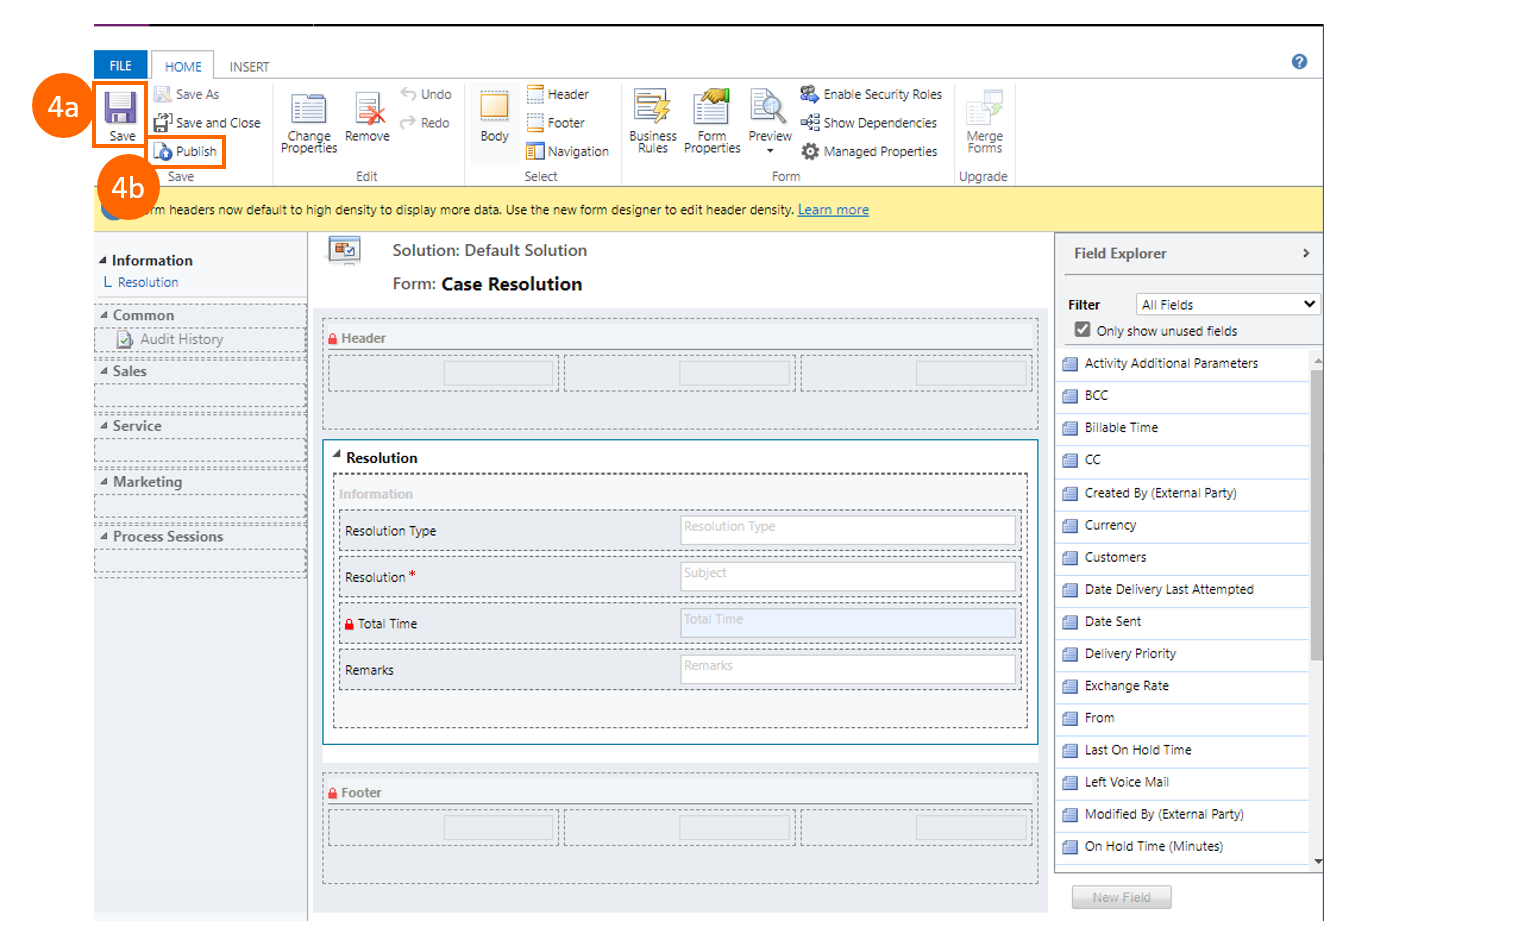 FILE
HOME
INSERT
4a
Save
Save As
Save and Close
Publish
4b
Save
Change Properties
Remove
Undo
Redo
Edit
Body
Header
Footer
Navigation
Select
Business Rules
Form Properties
Preview
Enable Security Roles
Show Dependencies
Managed Properties
Form
Merge Forms
Upgrade
headers now default to high density to display more data. Use the new form designer to edit header density. Learn more
Information
Resolution
Common
Audit History
Sales
Service
Marketing
Process Sessions
Solution: Default Solution
Form: Case Resolution
Header
Resolution
Information
Resolution Type
Resolution Type
Resolution *
Subject
Total Time
Total Time
Remarks
Remarks
Footer
Field Explorer
Filter
All Fields
Only show unused fields
Activity Additional Parameters
BCC
Billable Time
CC
Created By (External Party)
Currency
Customers
Date Delivery Last Attempted
Date Sent
Delivery Priority
Exchange Rate
From
Last On Hold Time
Left Voice Mail
Modified By (External Party)
On Hold Time (Minutes)
New Field